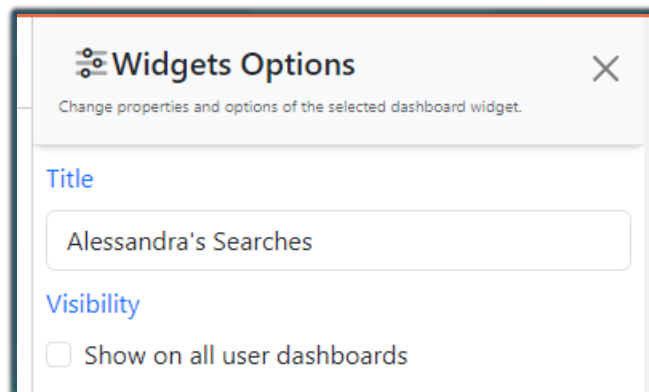 Widgets Options
Change properties and options of the selected dashboard widget.
Title
Alessandra's Searches
Visibility
Show on all user dashboards